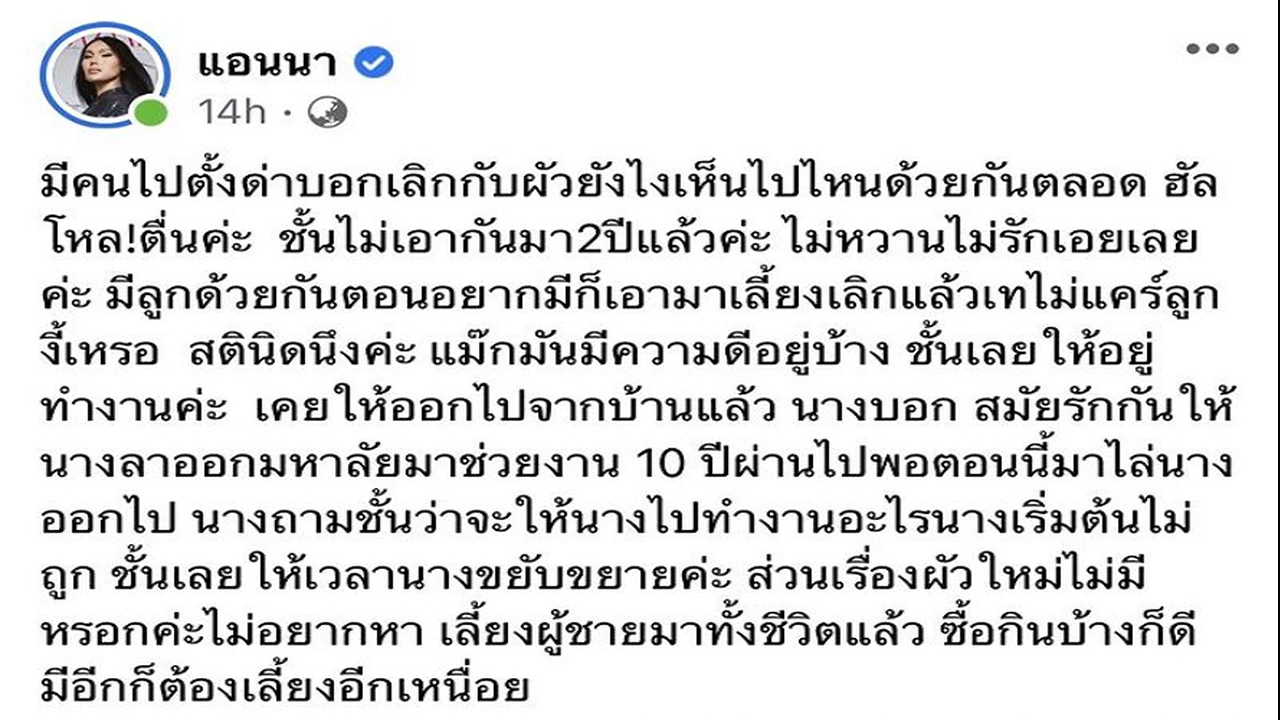 แอนนา
14h ·
มีคนไปตั้งด่าบอกเลิกกับผัวยังไงเห็นไปไหนด้วยกันตลอด ฮัล
โหล!ตื่นค่ะ ชั้นไม่เอากันมา2ปีแล้วค่ะ ไม่หวานไม่รักเอยเลย
ค่ะ มีลูกด้วยกันตอนอยากมีก็เอามาเลี้ยงเลิกแล้วเทไม่แคร์ลูก
งี้เหรอ สตินิดนึงค่ะ แม๊กมันมีความดีอยู่บ้าง ชั้นเลยให้อยู่
ทำงานค่ะ เคยให้ออกไปจากบ้านแล้ว นางบอก สมัยรักกันให้
นางลาออกมหาลัยมาช่วยงาน 10 ปีผ่านไปพอตอนนี้มาไล่นาง
ออกไป นางถามชั้นว่าจะให้นางไปทำงานอะไรนางเริ่มต้นไม่
ถูก ชั้นเลยให้เวลานางขยับขยายค่ะ ส่วนเรื่องผัวใหม่ไม่มี
หรอกค่ะไม่อยากหา เลี้ยงผู้ชายมาทั้งชีวิตแล้ว ซื้อกินบ้างก็ดี
มีอีกก็ต้องเลี้ยงอีกเหนื่อย